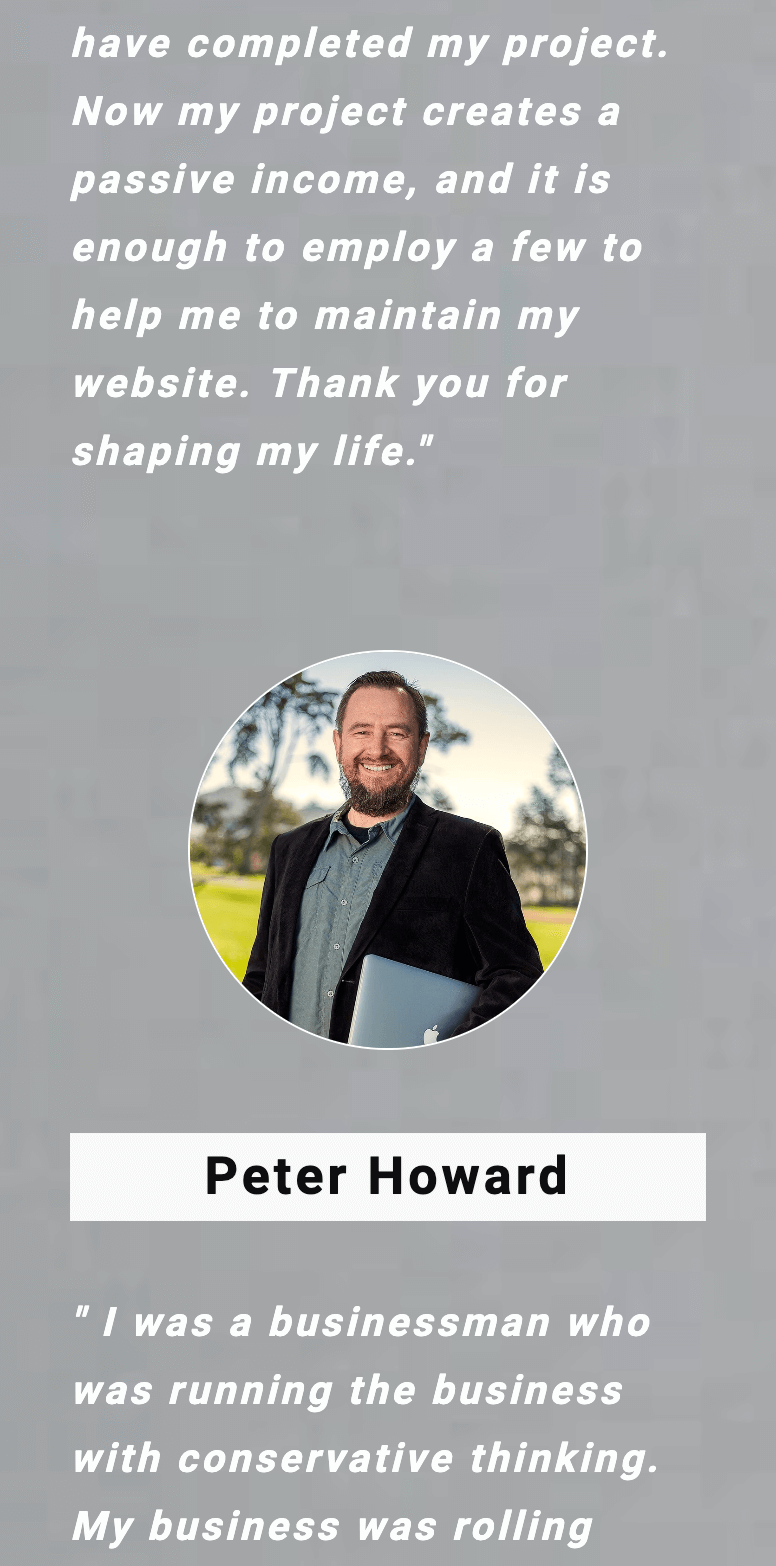 have completed my project.
Now my project creates a
passive income, and it is
enough to employ a few to
help me to maintain my
website. Thank you for
shaping my life."
Peter Howard
" I was a businessman who
was running the business
with conservative thinking.
My business was rolling